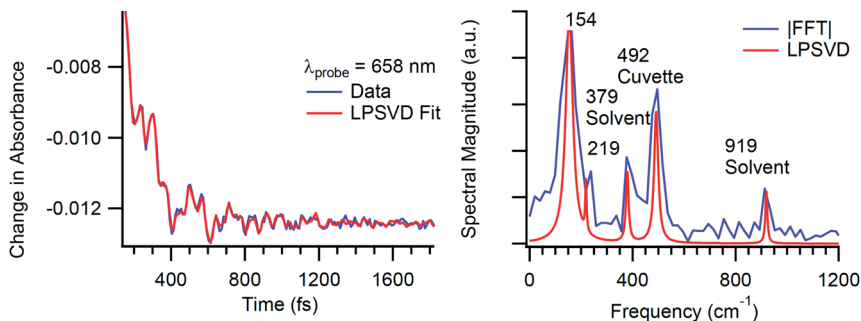 -0.008
-0.010
-0.012
Change in Absorbance
λprobe = 658 nm
Data
LPSVD Fit
400
800
1200
1600
Time (fs)
Spectral Magnitude (a.u.)
154
492
Cuvette
379
Solvent
219
919
Solvent
|FFT|
LPSVD
0
400
800
1200
Frequency (cm⁻¹)